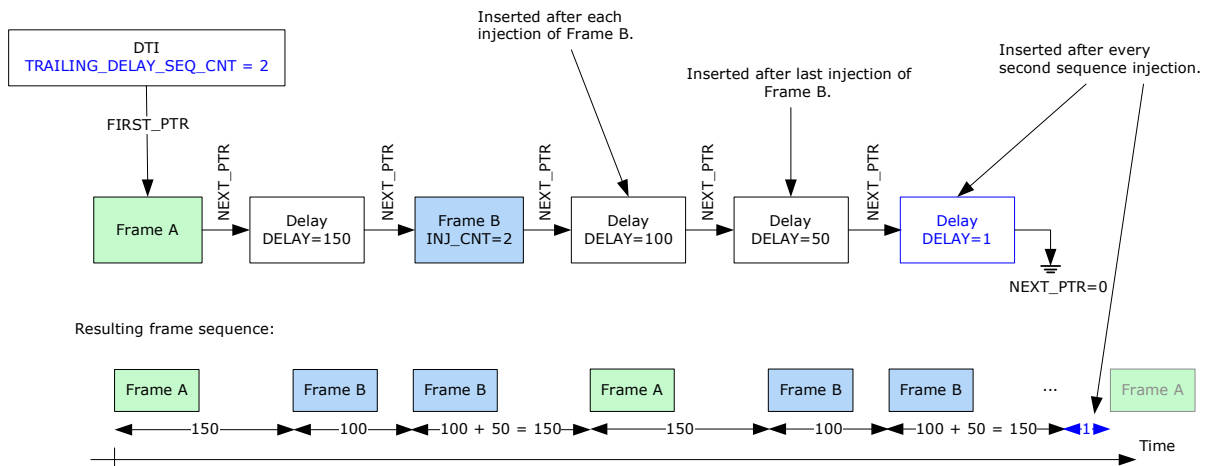 Inserted after each
injection of Frame B.
DTI
TRAILING_DELAY_SEQ_CNT = 2
Inserted after every
second sequence injection.
Inserted after last injection of
Frame B.
FIRST_PTR
NEXT_PTR
NEXT_PTR
NEXT_PTR
NEXT_PTR
NEXT_PTR
Frame A
Delay
DELAY=150
Frame B
INJ_CNT=2
Delay
DELAY=100
Delay
DELAY=50
Delay
DELAY=1
NEXT_PTR=0
Resulting frame sequence:
Frame A
Frame B
Frame B
Frame A
Frame B
Frame B
...
Frame A
150
100
100 + 50 = 150
150
100
100 + 50 = 150
1
Time